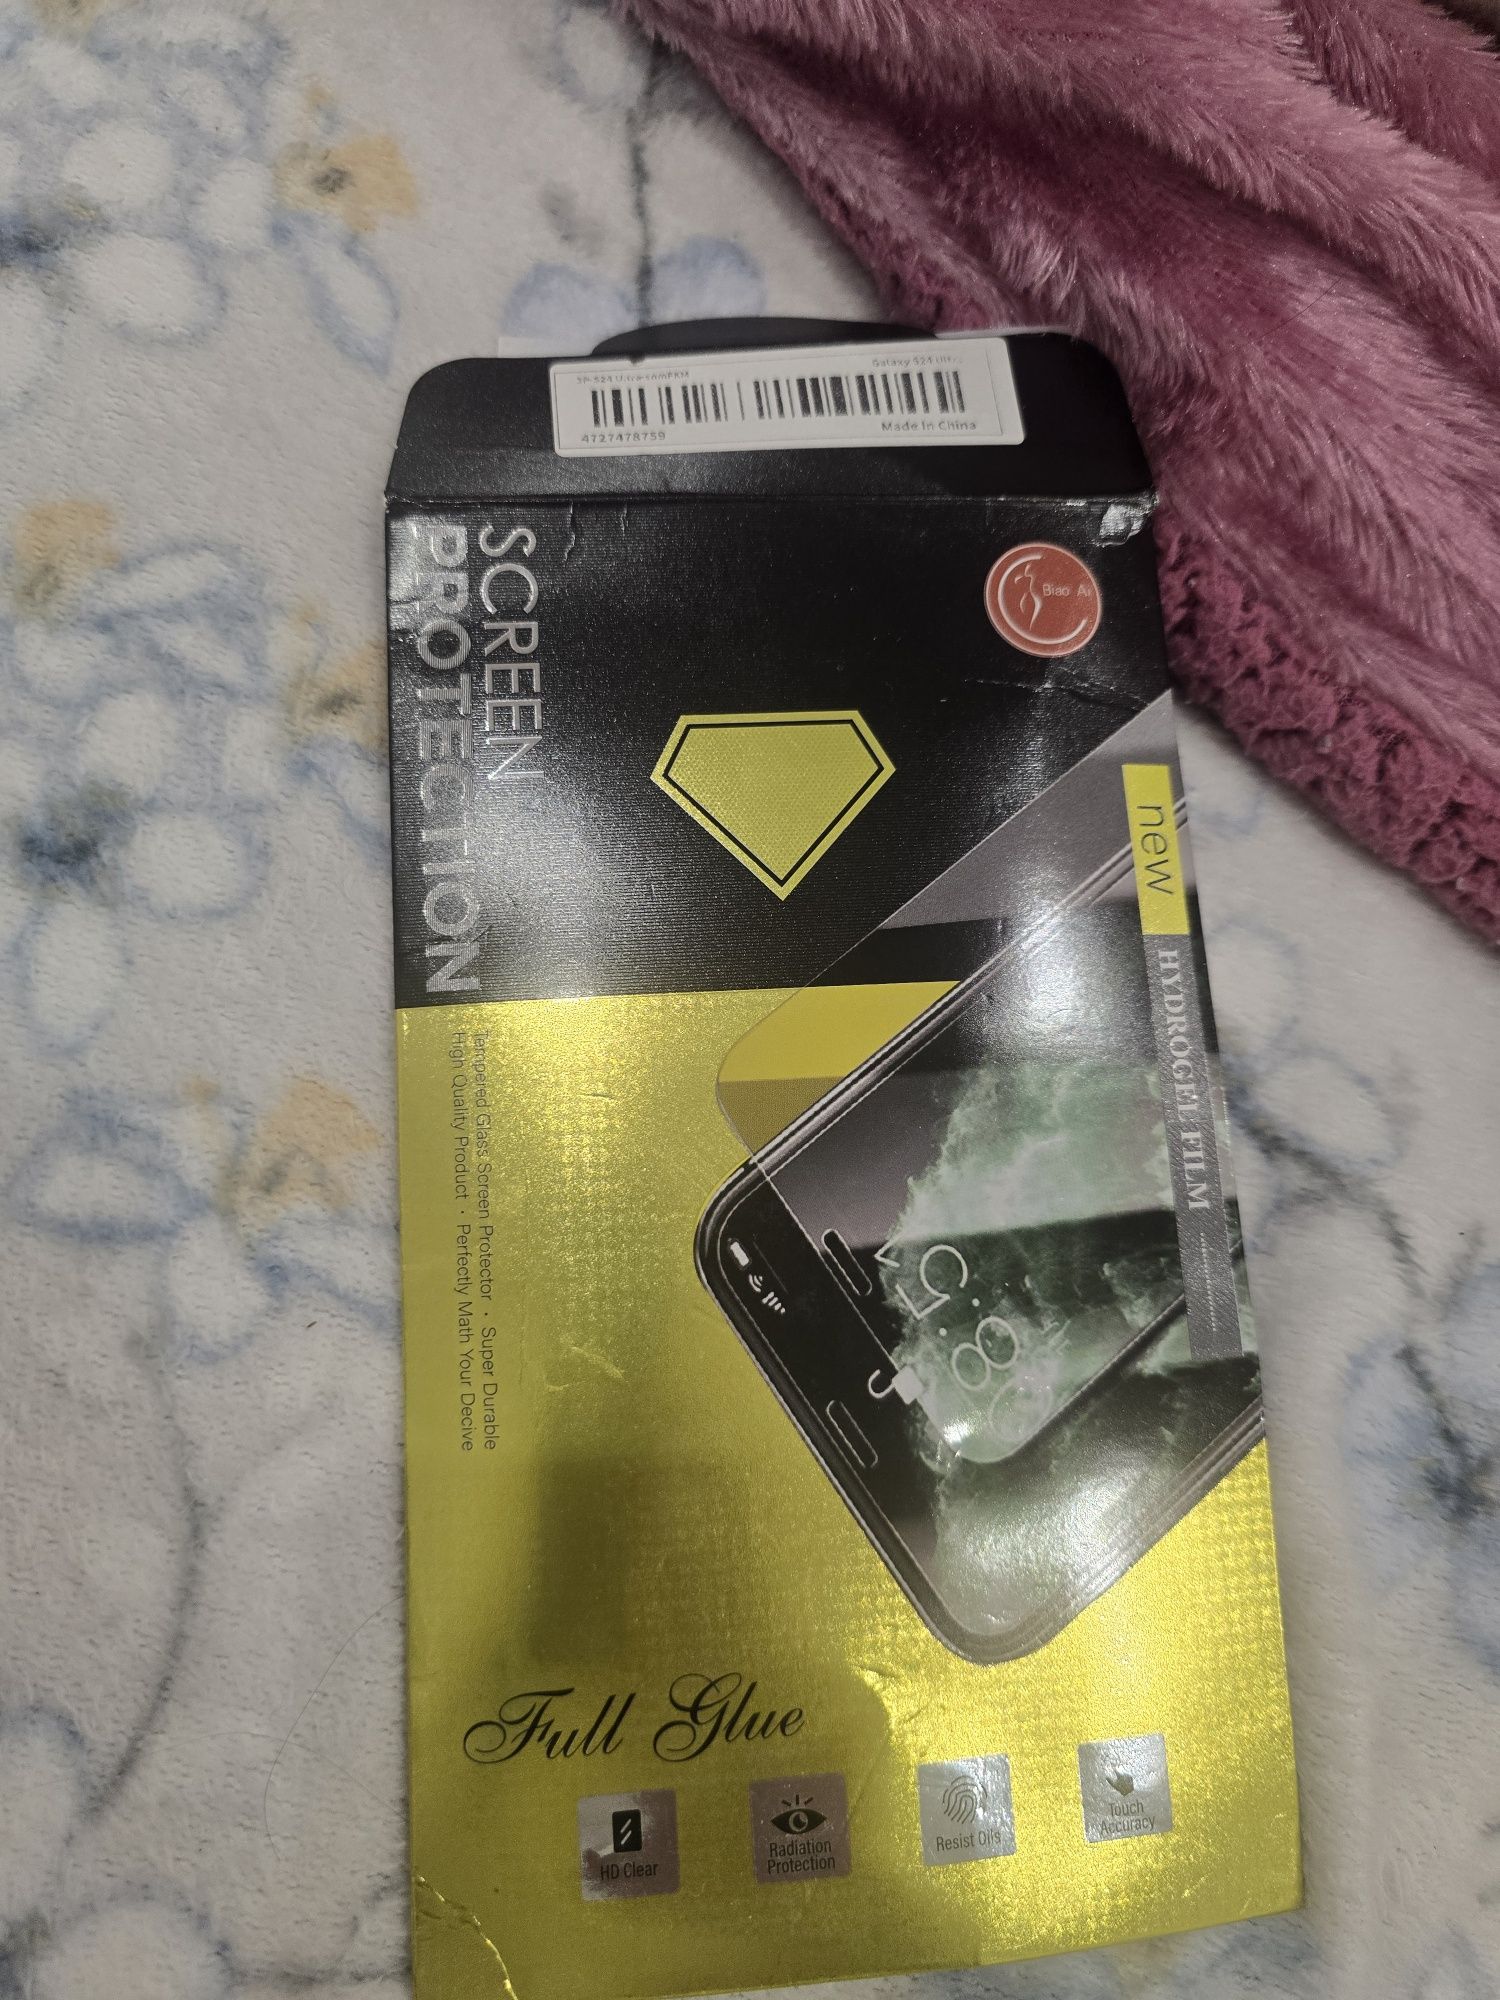 Galaxy S24 Ultra
4727478759
Made In China
SCREEN
PROTECTION
Biao Ai
new
HYDROGEL FILM
Tempered Glass Screen Protector · Super Durable
High Quality Product · Perfectly Math Your Decive
Full Glue
HD Clear
Radiation
Protection
Resist Oils
Touch
Accuracy